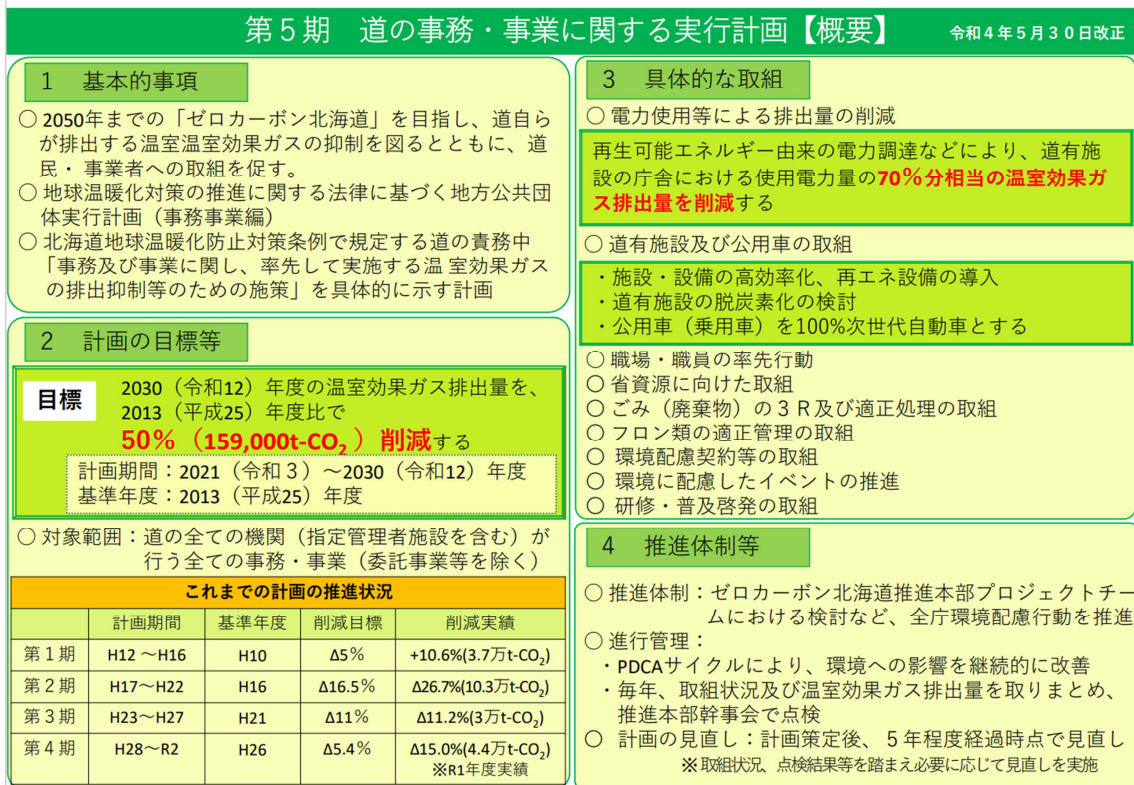 第５期　道の事務・事業に関する実行計画【概要】
令和４年５月３０日改正
１　基本的事項
○ 2050年までの「ゼロカーボン北海道」を目指し、道自ら
が排出する温室温室効果ガスの抑制を図るとともに、道
民・ 事業者への取組を促す。
○ 地球温暖化対策の推進に関する法律に基づく地方公共団
体実行計画（事務事業編）
○ 北海道地球温暖化防止対策条例で規定する道の責務中
「事務及び事業に関し、率先して実施する温 室効果ガス
の排出抑制等のための施策」を具体的に示す計画
２　計画の目標等
目標
2030（令和12）年度の温室効果ガス排出量を、
2013（平成25）年度比で
50％（159,000t-CO2 ）削減する
計画期間：2021（令和３）～2030（令和12）年度
基準年度：2013（平成25）年度
○ 対象範囲：道の全ての機関（指定管理者施設を含む）が
行う全ての事務・事業（委託事業等を除く）
これまでの計画の推進状況
計画期間　基準年度　削減目標　削減実績
第１期　H12 ～H16　H10　Δ5％　+10.6%(3.7万t-CO2)
第２期　H17～H22　H16　Δ16.5％　Δ26.7%(10.3万t-CO2)
第３期　H23～H27　H21　Δ11％　Δ11.2%(3万t-CO2)
第４期　H28～R2　H26　Δ5.4％　Δ15.0%(4.4万t-CO2)
※R1年度実績
３　具体的な取組
○ 電力使用等による排出量の削減
再生可能エネルギー由来の電力調達などにより、道有施
設の庁舎における使用電力量の70％分相当の温室効果ガ
ス排出量を削減する
○ 道有施設及び公用車の取組
・施設・設備の高効率化、再エネ設備の導入
・道有施設の脱炭素化の検討
・公用車（乗用車）を100%次世代自動車とする
○ 職場・職員の率先行動
○ 省資源に向けた取組
○ ごみ（廃棄物）の３Ｒ及び適正処理の取組
○ フロン類の適正管理の取組
○ 環境配慮契約等の取組
○ 環境に配慮したイベントの推進
○ 研修・普及啓発の取組
４　推進体制等
○ 推進体制：ゼロカーボン北海道推進本部プロジェクトチー
ムにおける検討など、全庁環境配慮行動を推進
○ 進行管理：
・PDCAサイクルにより、環境への影響を継続的に改善
・毎年、取組状況及び温室効果ガス排出量を取りまとめ、
推進本部幹事会で点検
○ 計画の見直し：計画策定後、５年程度経過時点で見直し
※取組状況、点検結果等を踏まえ必要に応じて見直しを実施